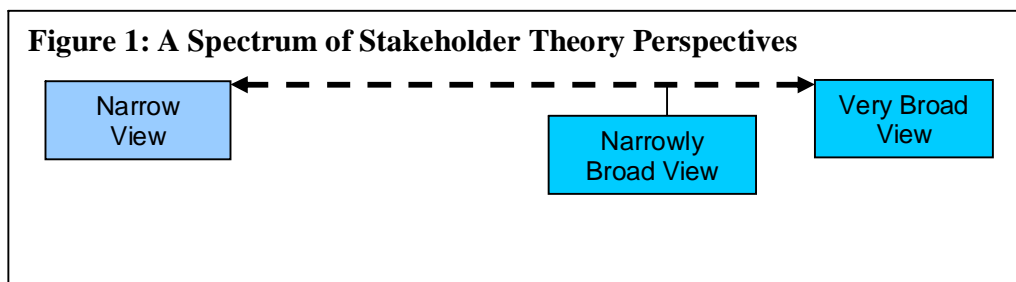 Figure 1: A Spectrum of Stakeholder Theory Perspectives
Narrow
View
Narrowly
Broad View
Very Broad
View